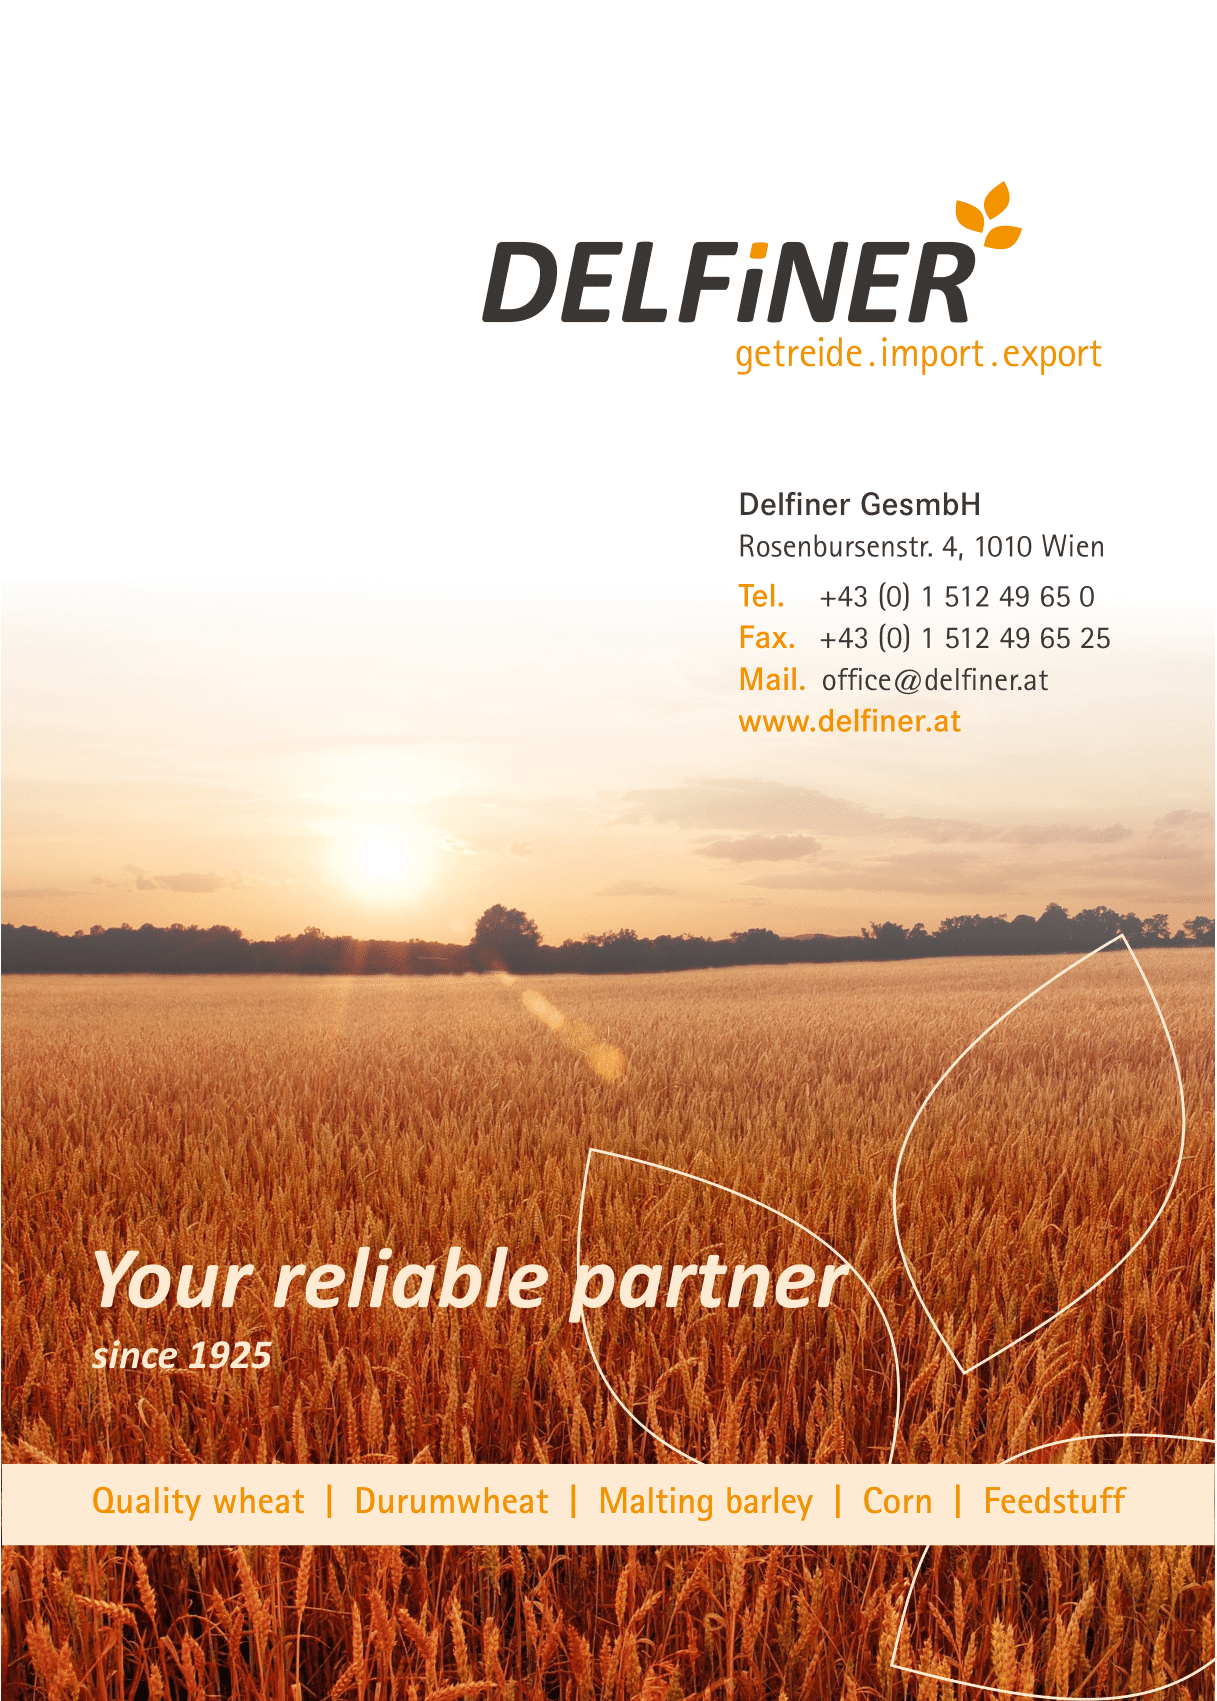 DELFiNER
getreide.import.export
Delfiner GesmbH
Rosenbursenstr. 4, 1010 Wien
Tel. +43 (0) 1 512 49 65 0
Fax. +43 (0) 1 512 49 65 25
Mail. office@delfiner.at
www.delfiner.at
Your reliable partner
since 1925
Quality wheat | Durumwheat | Malting barley | Corn | Feedstuff